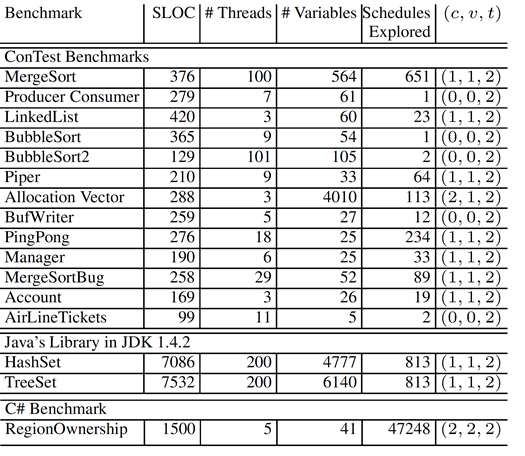 Benchmark SLOC # Threads # Variables Schedules Explored (c, v, t)
ConTest Benchmarks
MergeSort 376 100 564 651 (1, 1, 2)
Producer Consumer 279 7 61 1 (0, 0, 2)
LinkedList 420 3 60 23 (1, 1, 2)
BubbleSort 365 9 54 1 (0, 0, 2)
BubbleSort2 129 101 105 2 (0, 0, 2)
Piper 210 9 33 64 (1, 1, 2)
Allocation Vector 288 3 4010 113 (2, 1, 2)
BufWriter 259 5 27 12 (0, 0, 2)
PingPong 276 18 25 234 (1, 1, 2)
Manager 190 6 25 33 (1, 1, 2)
MergeSortBug 258 29 52 89 (1, 1, 2)
Account 169 3 26 19 (1, 1, 2)
AirLineTickets 99 11 5 2 (0, 0, 2)
Java's Library in JDK 1.4.2
HashSet 7086 200 4777 813 (1, 1, 2)
TreeSet 7532 200 6140 813 (1, 1, 2)
C# Benchmark
RegionOwnership 1500 5 41 47248 (2, 2, 2)